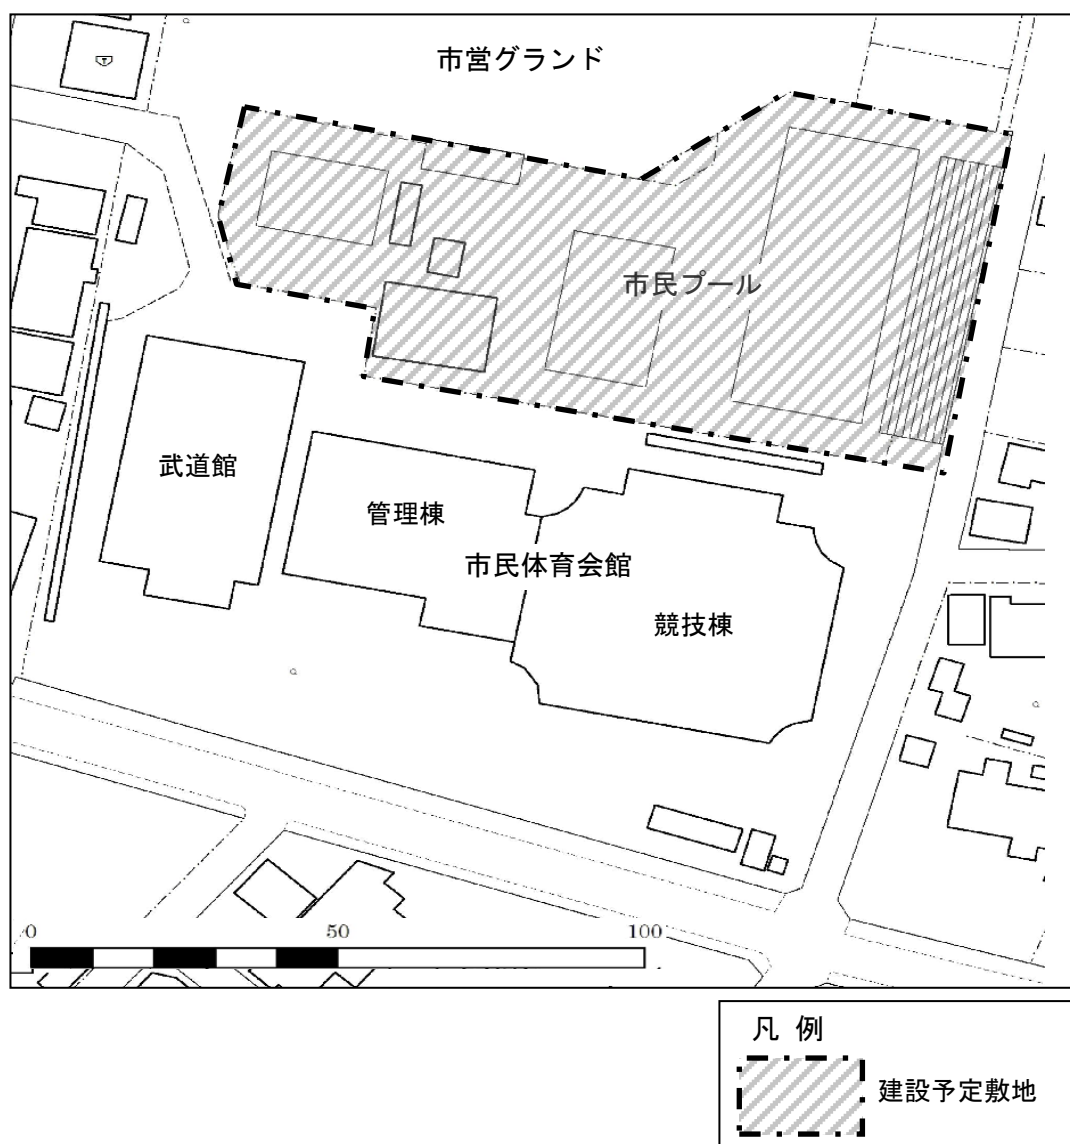 市営グランド
市民プール
武道館
管理棟
市民体育会館
競技棟
0 50 100
凡 例
建設予定敷地